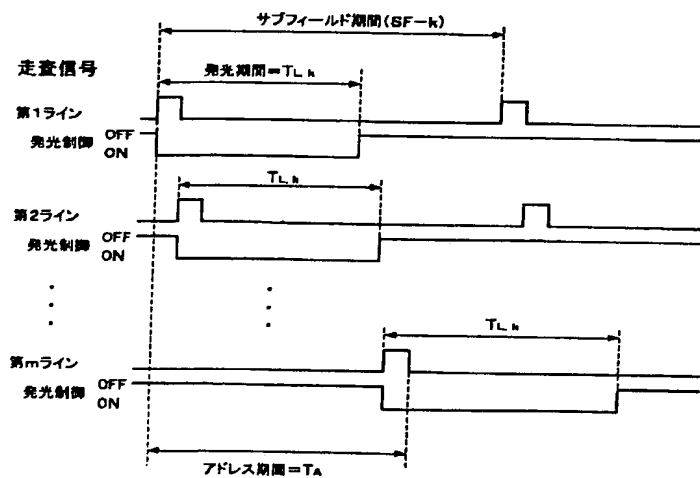 サブフィールド期間(SF-k)
走査信号
発光期間=TL,k
第1ライン
発光制御 OFF
ON
TL,k
第2ライン
発光制御 OFF
ON
TL,k
第mライン
発光制御 OFF
ON
アドレス期間=TA